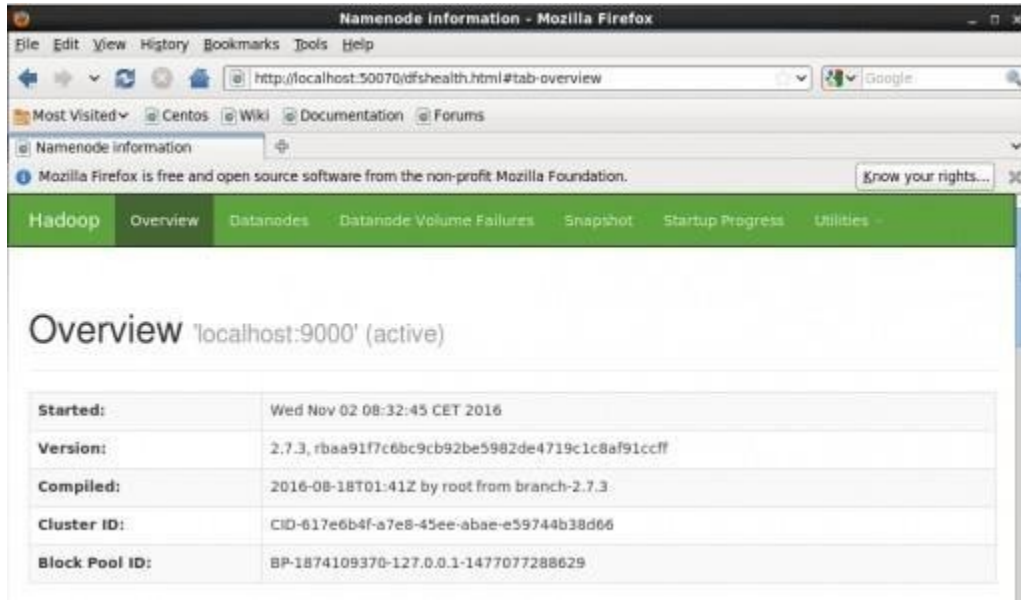 Namenode information - Mozilla Firefox
File Edit View History Bookmarks Tools Help
http://localhost:50070/dfshealth.html#tab-overview Google
Most Visited Centos Wiki Documentation Forums
Namenode information
Mozilla Firefox is free and open source software from the non-profit Mozilla Foundation. Know your rights...
Hadoop Overview Datanodes Datanode Volume Failures Snapshot Startup Progress Utilities
Overview 'localhost:9000' (active)
Started: Wed Nov 02 08:32:45 CET 2016
Version: 2.7.3, rbaa91f7c6bc9cb92be5982de4719c1c8af91ccff
Compiled: 2016-08-18T01:41Z by root from branch-2.7.3
Cluster ID: CID-617e6b4f-a7e8-45ee-abae-e59744b38d66
Block Pool ID: BP-1874109370-127.0.0.1-1477077288629